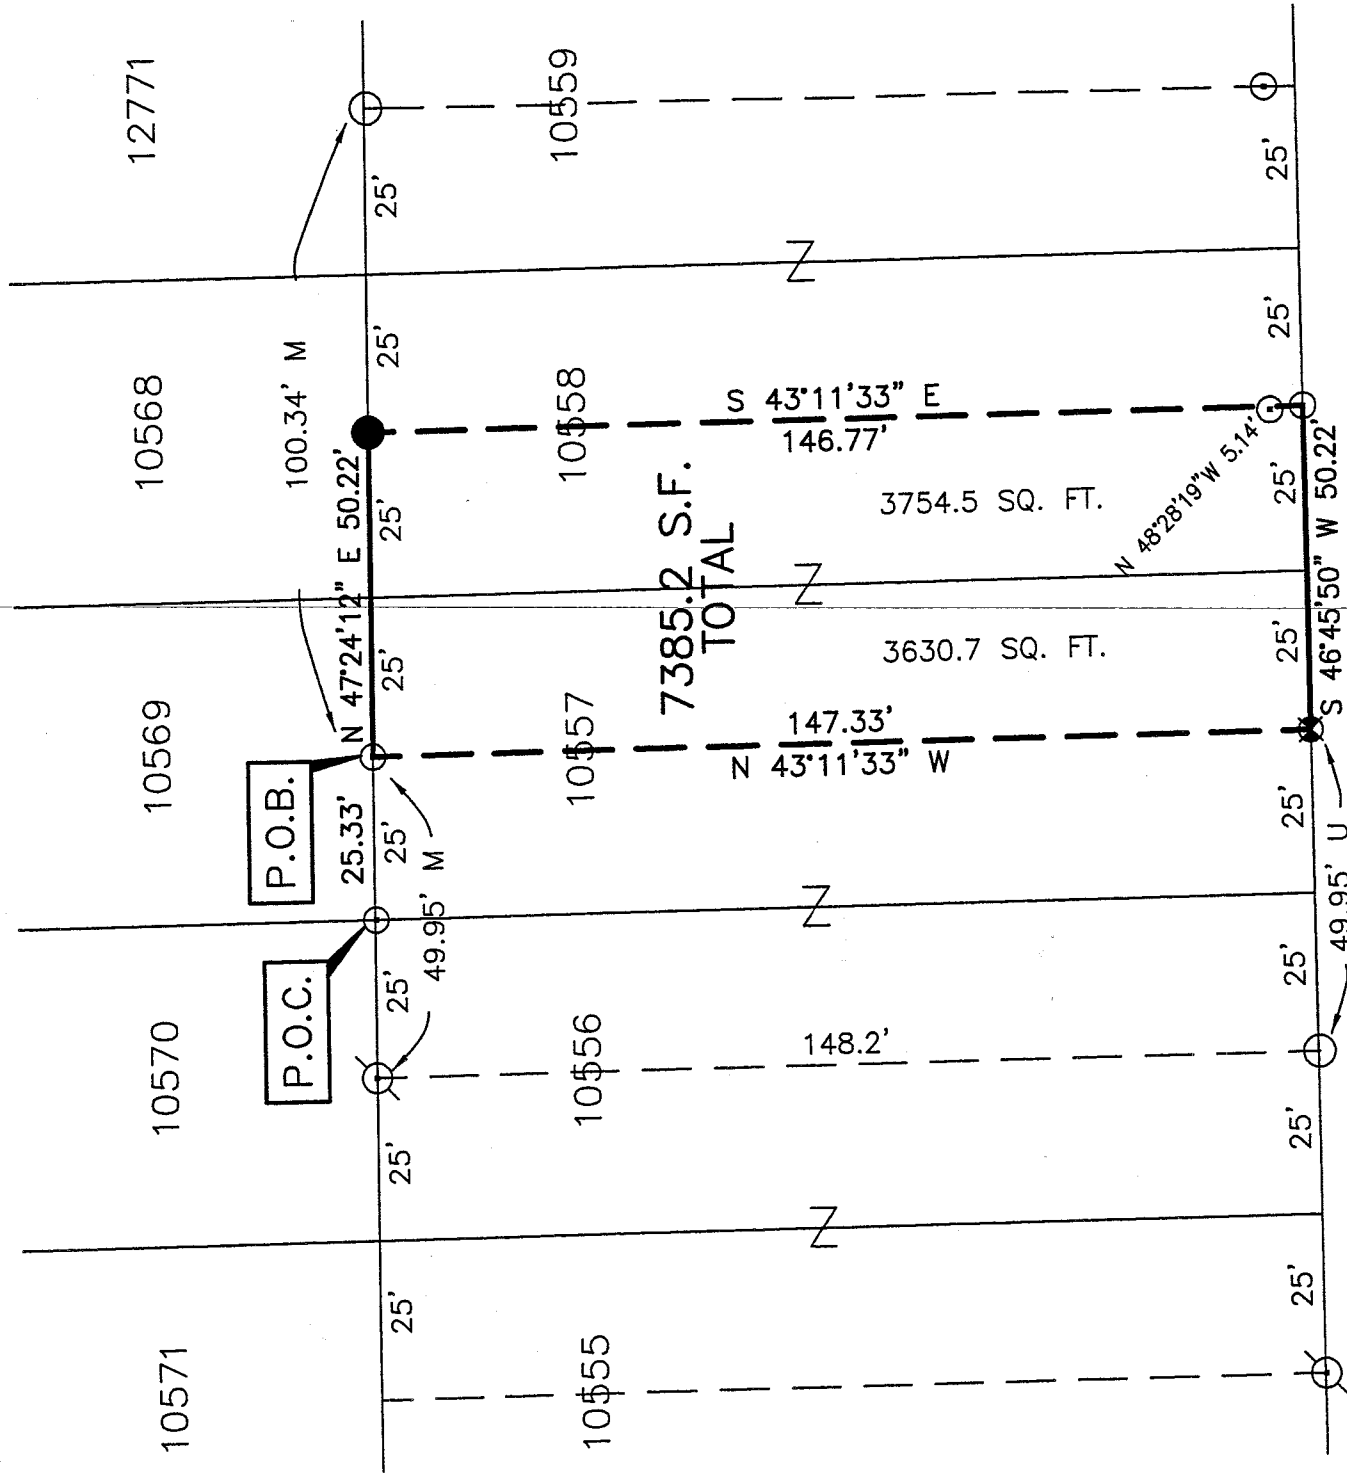 12771
10568
10569
10570
10571
100.34' M
P.O.B.
P.O.C.
N 47°24'12" E 50.22'
25.33'
25'
25'
25'
25'
25'
25'
25'
25'
49.95' M
10559
10558
10557
10556
10555
S 43°11'33" E
146.77'
7385.2 S.F.
TOTAL
3754.5 SQ. FT.
3630.7 SQ. FT.
147.33'
N 43°11'33" W
148.2'
Z
Z
Z
Z
N 48°28'19"W 5.14'
25'
25'
25'
25'
25'
25'
25'
25'
S 46°45'50" W 50.22'
49.95' U